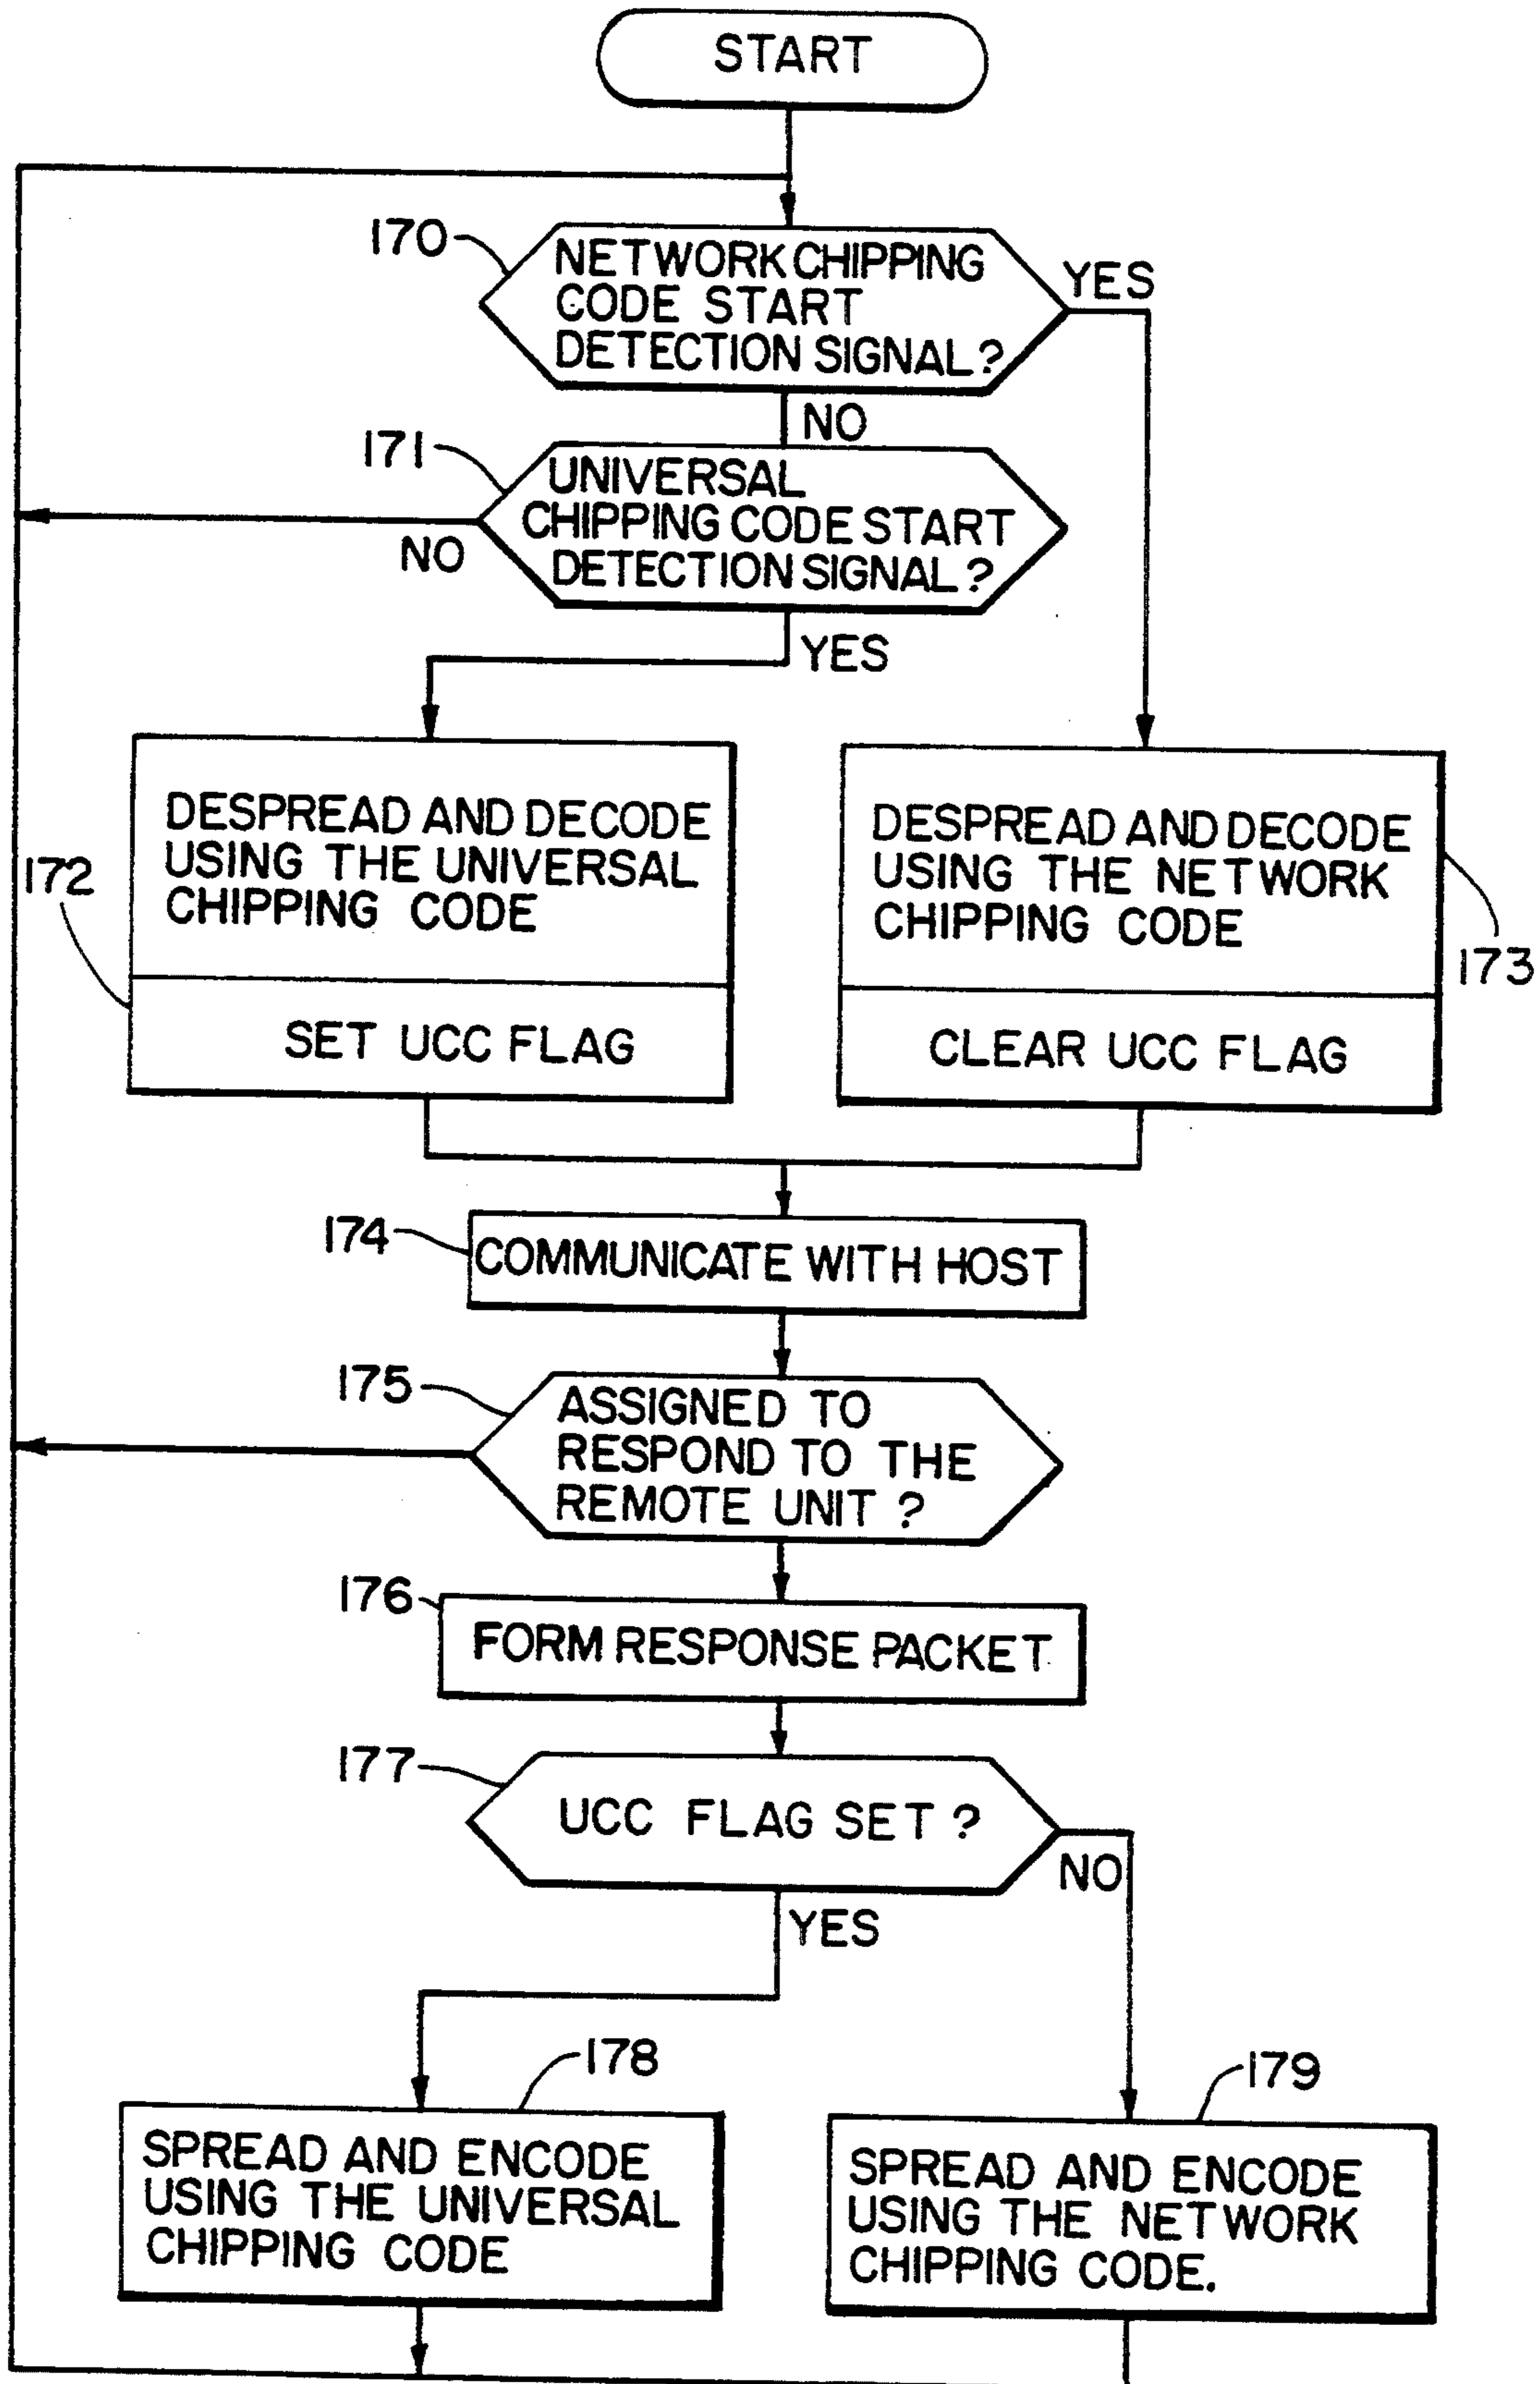 START
170
NETWORK CHIPPING
CODE START
DETECTION SIGNAL?
YES
NO
171
UNIVERSAL
CHIPPING CODE START
DETECTION SIGNAL?
NO
YES
DESPREAD AND DECODE
USING THE UNIVERSAL
CHIPPING CODE
172
SET UCC FLAG
DESPREAD AND DECODE
USING THE NETWORK
CHIPPING CODE
173
CLEAR UCC FLAG
174
COMMUNICATE WITH HOST
175
ASSIGNED TO
RESPOND TO THE
REMOTE UNIT ?
176
FORM RESPONSE PACKET
177
UCC FLAG SET ?
NO
YES
178
SPREAD AND ENCODE
USING THE UNIVERSAL
CHIPPING CODE
179
SPREAD AND ENCODE
USING THE NETWORK
CHIPPING CODE.